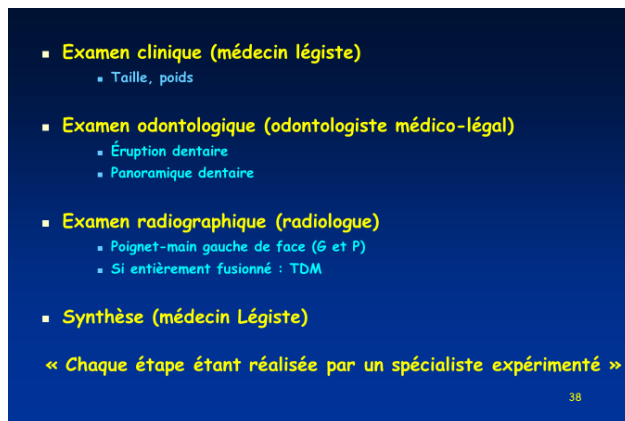 Examen clinique (médecin légiste)
Taille, poids
Examen odontologique (odontologiste médico-légal)
Éruption dentaire
Panoramique dentaire
Examen radiographique (radiologue)
Poignet-main gauche de face (G et P)
Si entièrement fusionné : TDM
Synthèse (médecin Légiste)
« Chaque étape étant réalisée par un spécialiste expérimenté »
38